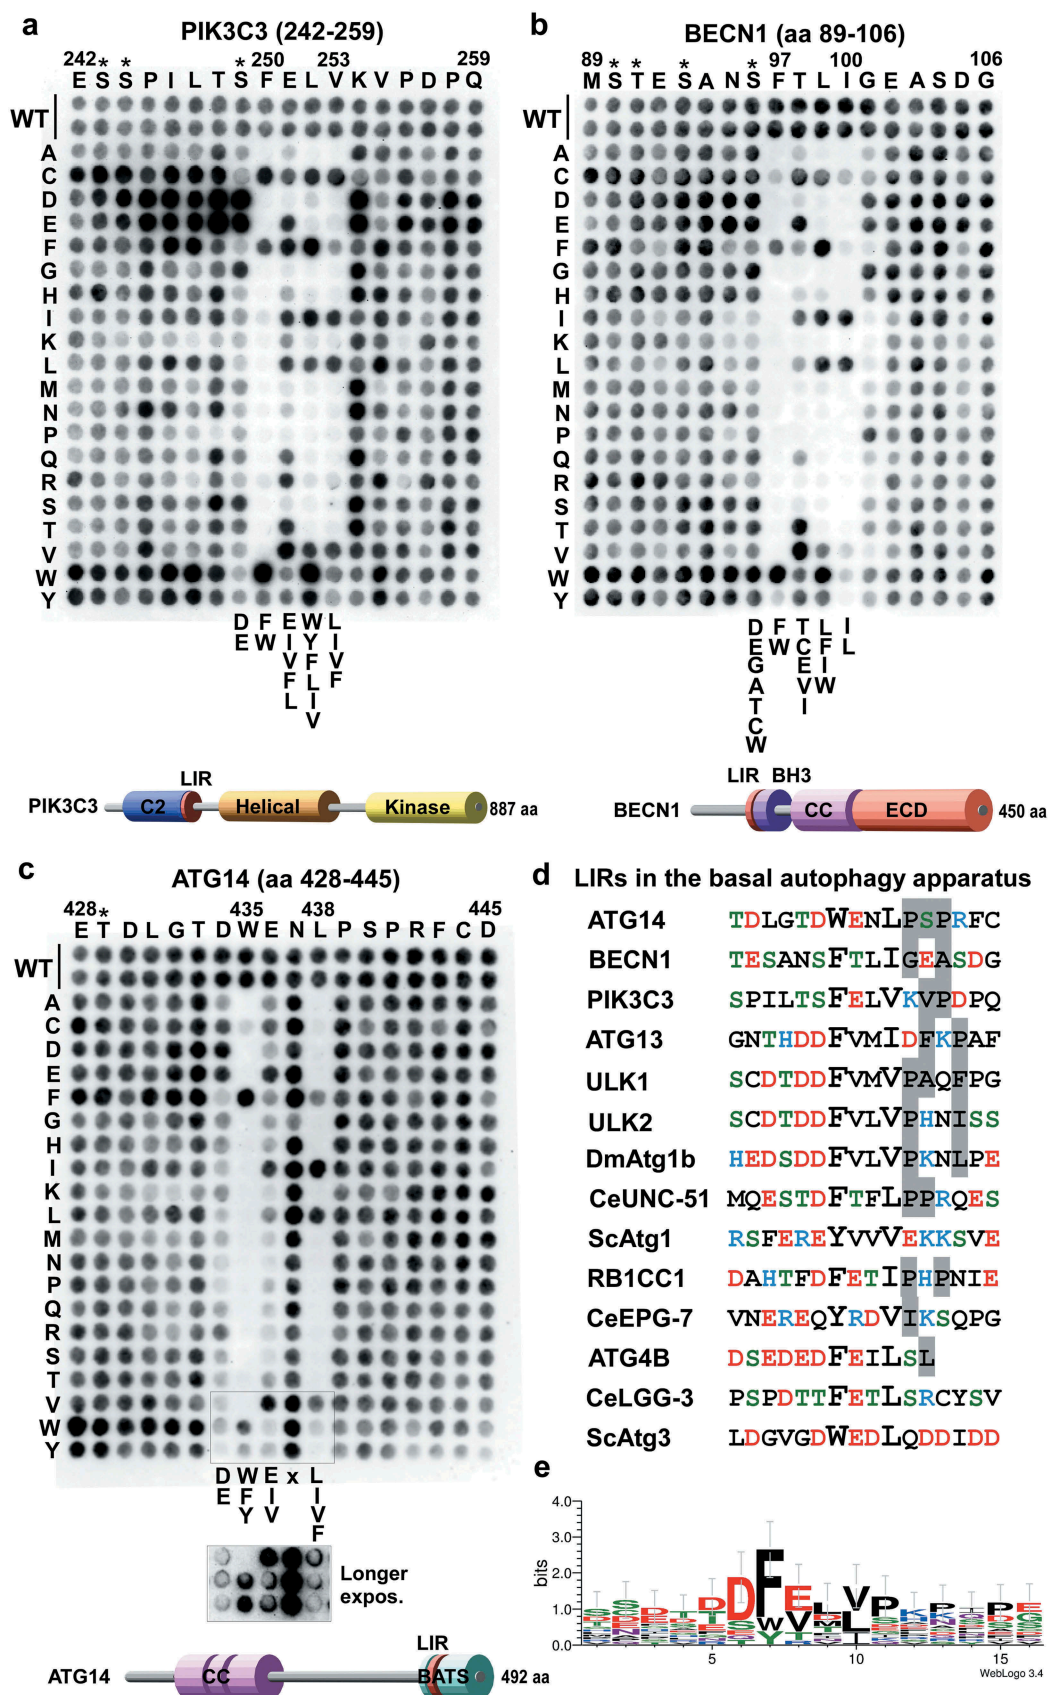 a
PIK3C3 (242-259)
242 * * * 250 253 259
E S S P I L T S F E L V K V P D P Q
WT
A
C
D
E
F
G
H
I
K
L
M
N
P
Q
R
S
T
V
W
Y
D F E W L
E W I Y I
V F V
F L F
L I
V
LIR
PIK3C3 C2 Helical Kinase 887 aa
b
BECN1 (aa 89-106)
89 * * * * 97 100 106
M S T E S A N S F T L I G E A S D G
WT
A
C
D
E
F
G
H
I
K
L
M
N
P
Q
R
S
T
V
W
Y
D F T L I
E W C F L
G E I
A V W
T I
C
W
LIR BH3
BECN1 CC ECD 450 aa
c
ATG14 (aa 428-445)
428 * 435 438 445
E T D L G T D W E N L P S P R F C D
WT
A
C
D
E
F
G
H
I
K
L
M
N
P
Q
R
S
T
V
W
Y
D W E x L
E F I I
Y V V
F
Longer
expos.
LIR
ATG14 CC BATS 492 aa
d LIRs in the basal autophagy apparatus
ATG14 TDLGTDWENLPSPRFC
BECN1 TESANSFTLIGEASDG
PIK3C3 SPILTSFELVKVPDPQ
ATG13 GNTHDDFVMIDFKPAF
ULK1 SCDTDDFVMVPAQFPG
ULK2 SCDTDDFVLVPHNISS
DmAtg1b HEDSDDFVLVPKNLPE
CeUNC-51 MQESTDFTFLPPRQES
ScAtg1 RSFEREYVVVEKKSVE
RB1CC1 DAHTFDFETIPHPNIE
CeEPG-7 VNEREQYRDVIKSQPG
ATG4B DSEDEDFEILSL
CeLGG-3 PSPDTTFETLSRCYSV
ScAtg3 LDGVGDWEDLQDDIDD
e
4.0
3.0
2.0
1.0
0.0
bits
5 10 15
WebLogo 3.4